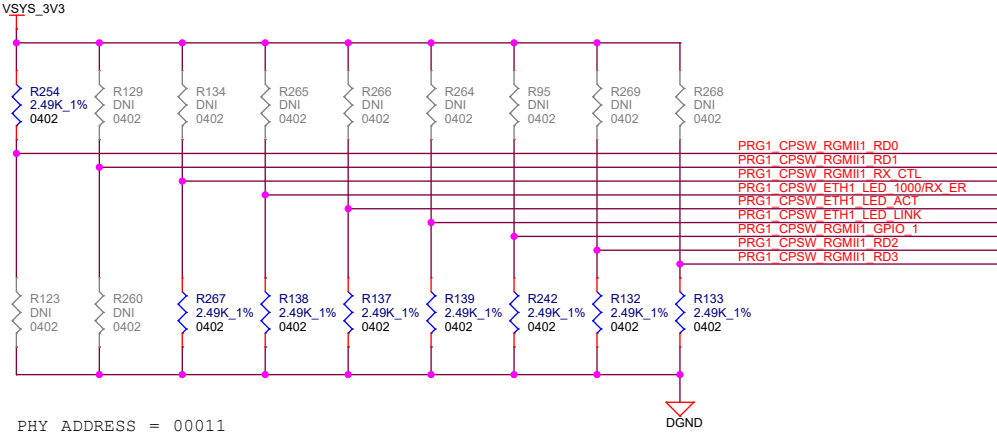 VSYS_3V3
R254
2.49K_1%
0402
R129
DNI
0402
R134
DNI
0402
R265
DNI
0402
R266
DNI
0402
R264
DNI
0402
R95
DNI
0402
R269
DNI
0402
R268
DNI
0402
PRG1_CPSW_RGMII1_RD0
PRG1_CPSW_RGMII1_RD1
PRG1_CPSW_RGMII1_RX_CTL
PRG1_CPSW_ETH1_LED_1000/RX_ER
PRG1_CPSW_ETH1_LED_ACT
PRG1_CPSW_ETH1_LED_LINK
PRG1_CPSW_RGMII1_GPIO_1
PRG1_CPSW_RGMII1_RD2
PRG1_CPSW_RGMII1_RD3
R123
DNI
0402
R260
DNI
0402
R267
2.49K_1%
0402
R138
2.49K_1%
0402
R137
2.49K_1%
0402
R139
2.49K_1%
0402
R242
2.49K_1%
0402
R132
2.49K_1%
0402
R133
2.49K_1%
0402
DGND
PHY ADDRESS = 00011